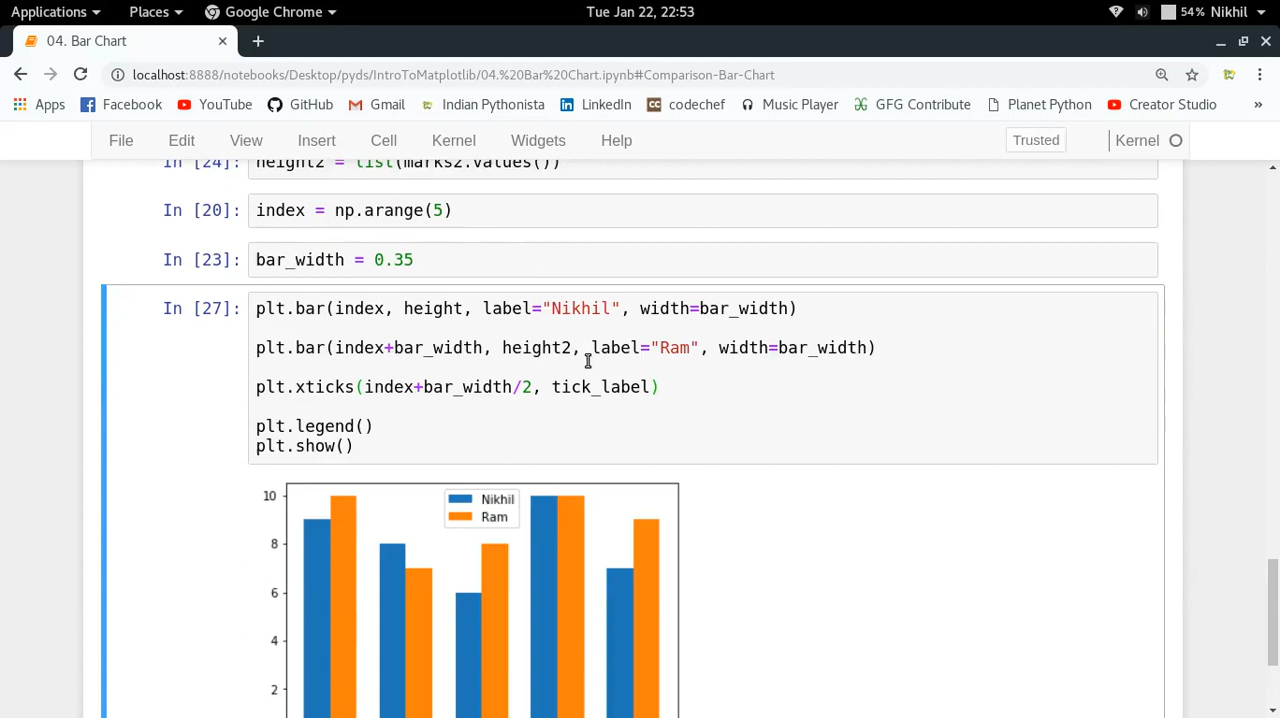 Applications Places Google Chrome Tue Jan 22, 22:53 54% Nikhil
04. Bar Chart
localhost:8888/notebooks/Desktop/pyds/IntroToMatplotlib/04.%20Bar%20Chart.ipynb#Comparison-Bar-Chart
Apps Facebook YouTube GitHub Gmail Indian Pythonista LinkedIn codechef Music Player GFG Contribute Planet Python Creator Studio »
File Edit View Insert Cell Kernel Widgets Help Trusted Kernel
In [24]: height2 = list(marks2.values())
In [20]: index = np.arange(5)
In [23]: bar_width = 0.35
In [27]: plt.bar(index, height, label="Nikhil", width=bar_width)
plt.bar(index+bar_width, height2, label="Ram", width=bar_width)
plt.xticks(index+bar_width/2, tick_label)
plt.legend()
plt.show()
10
Nikhil
Ram
8
6
4
2